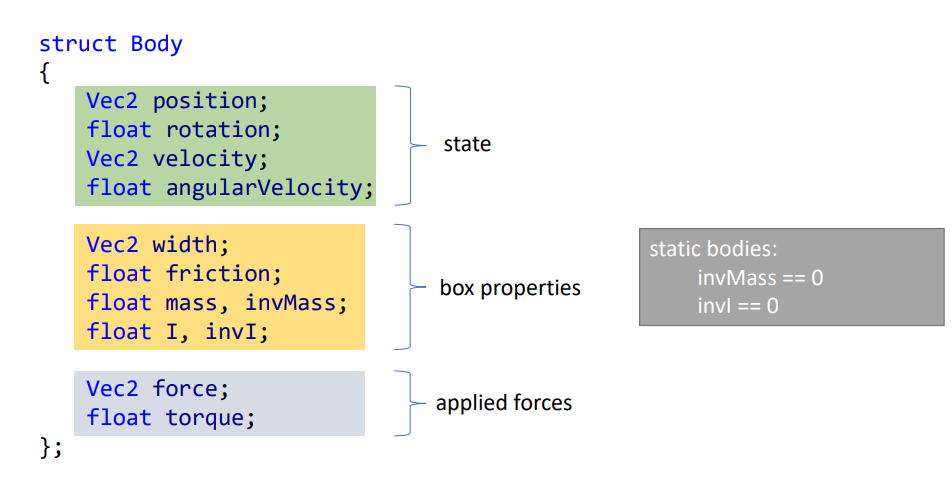 struct Body
{
Vec2 position;
float rotation;
Vec2 velocity;
float angularVelocity;
state
Vec2 width;
float friction;
float mass, invMass;
float I, invI;
box properties
static bodies:
invMass == 0
invI == 0
Vec2 force;
float torque;
applied forces
};